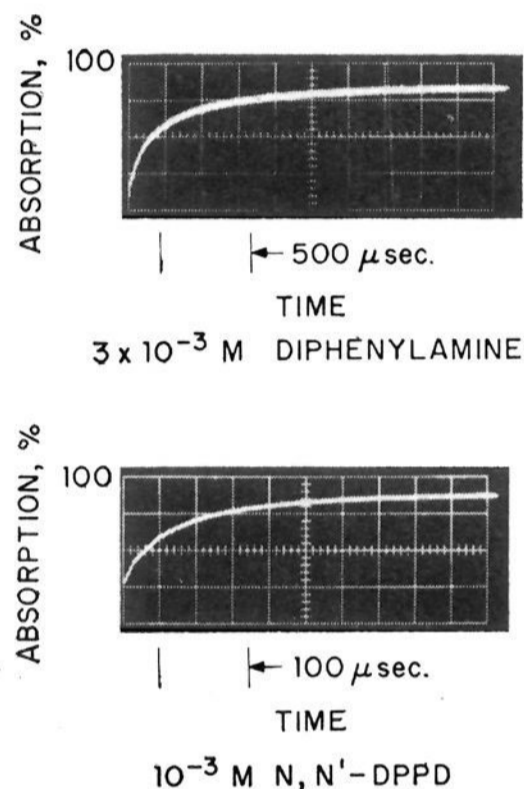 ABSORPTION, %
100
← 500 μsec.
TIME
3 x 10⁻³ M DIPHENYLAMINE
ABSORPTION, %
100
← 100 μsec.
TIME
10⁻³ M N, N'-DPPD